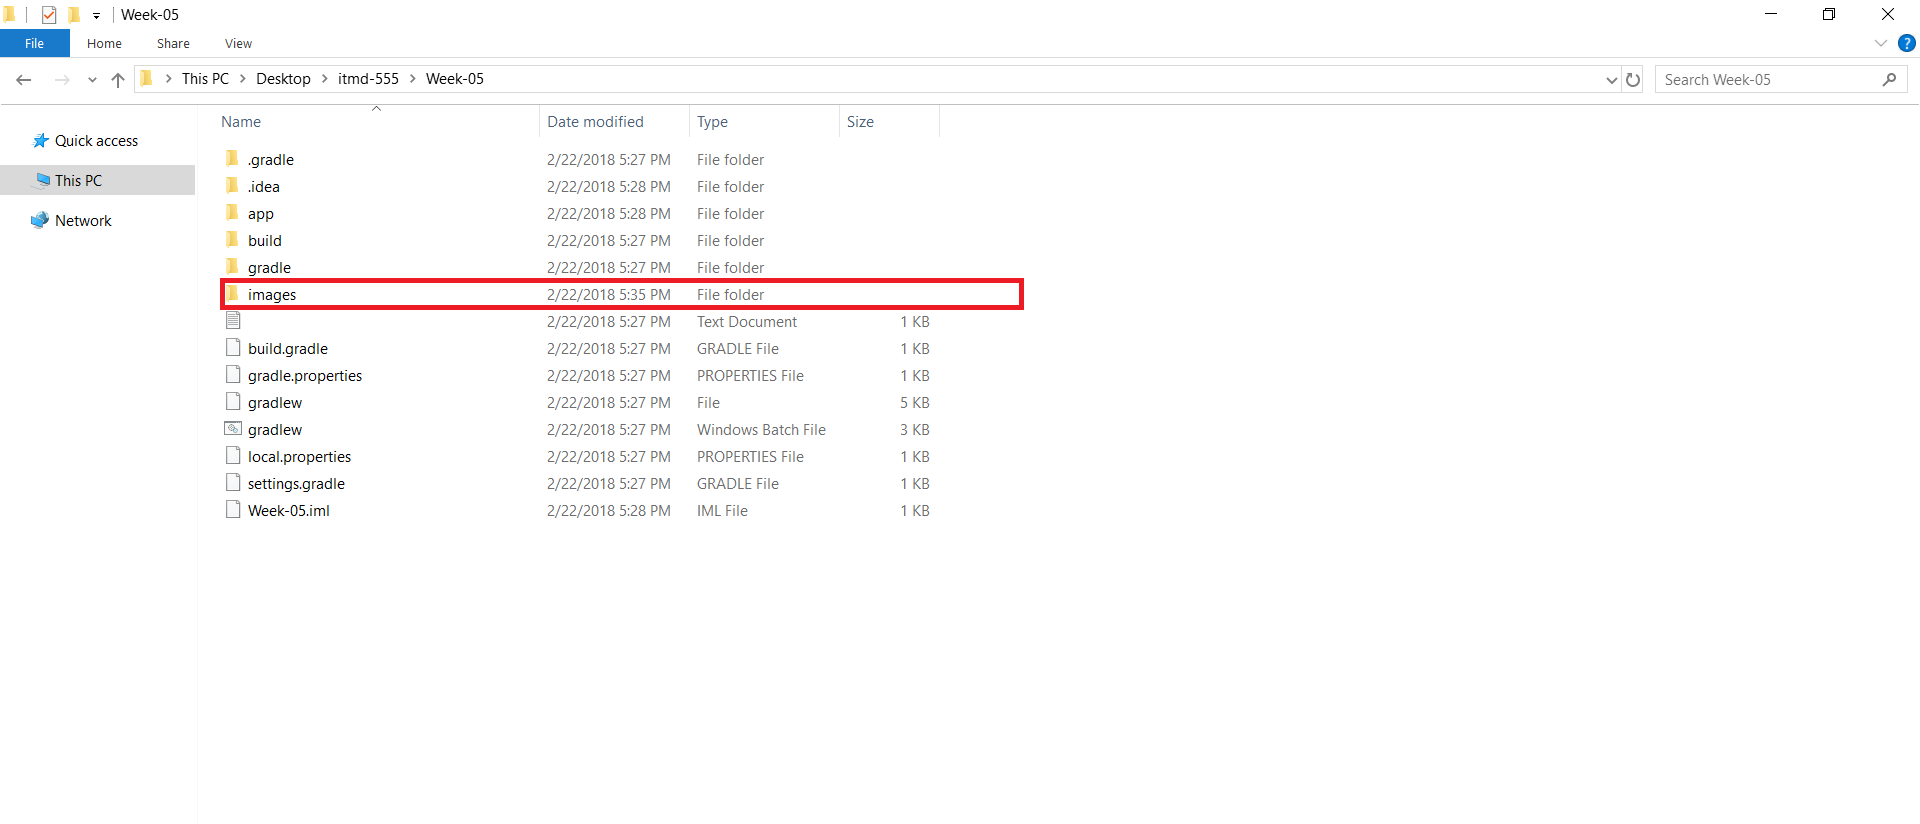 Week-05
File Home Share View ?
This PC Desktop itmd-555 Week-05 Search Week-05
Name Date modified Type Size
Quick access
This PC
Network
.gradle 2/22/2018 5:27 PM File folder
.idea 2/22/2018 5:28 PM File folder
app 2/22/2018 5:28 PM File folder
build 2/22/2018 5:27 PM File folder
gradle 2/22/2018 5:27 PM File folder
images 2/22/2018 5:35 PM File folder
2/22/2018 5:27 PM Text Document 1 KB
build.gradle 2/22/2018 5:27 PM GRADLE File 1 KB
gradle.properties 2/22/2018 5:27 PM PROPERTIES File 1 KB
gradlew 2/22/2018 5:27 PM File 5 KB
gradlew 2/22/2018 5:27 PM Windows Batch File 3 KB
local.properties 2/22/2018 5:27 PM PROPERTIES File 1 KB
settings.gradle 2/22/2018 5:27 PM GRADLE File 1 KB
Week-05.iml 2/22/2018 5:28 PM IML File 1 KB